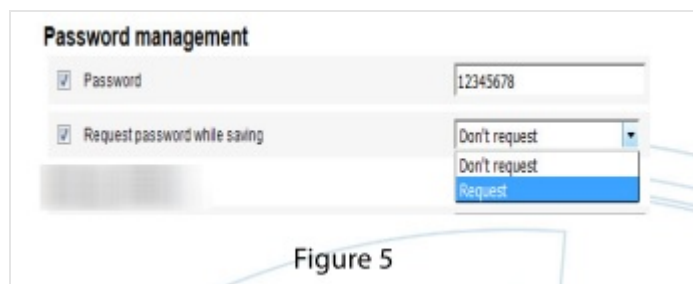 Password management
Password 12345678
Request password while saving Don't request
Don't request
Request
Figure 5